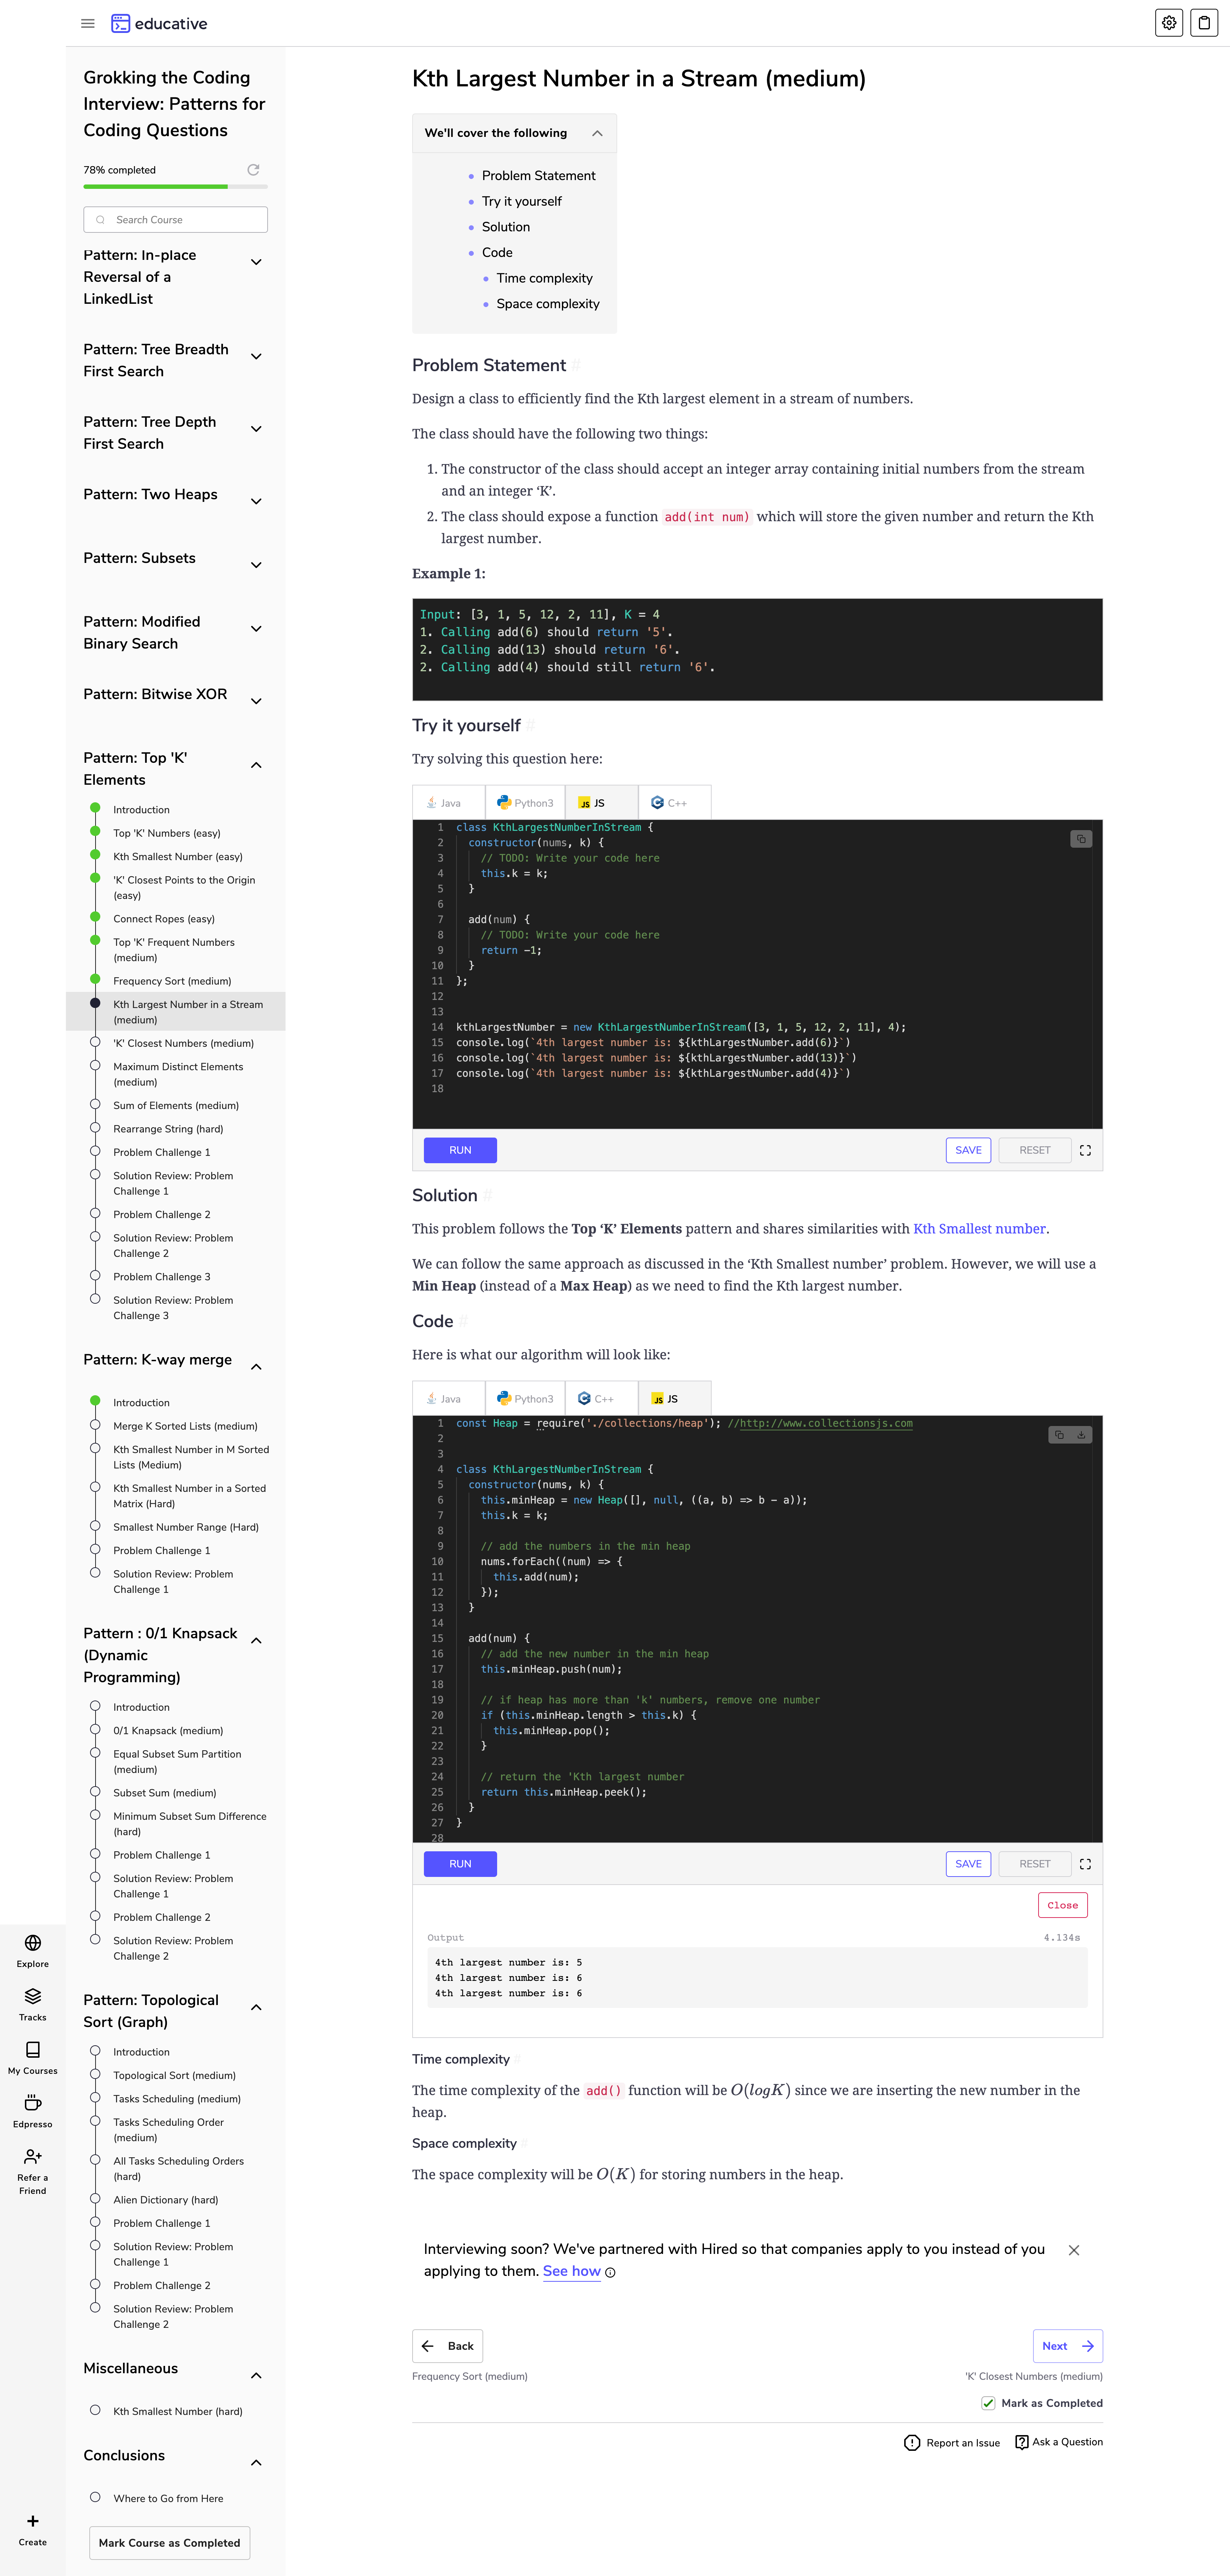 educative
Grokking the Coding
Interview: Patterns for
Coding Questions
78% completed
Search Course
Pattern: In-place
Reversal of a
LinkedList
Pattern: Tree Breadth
First Search
Pattern: Tree Depth
First Search
Pattern: Two Heaps
Pattern: Subsets
Pattern: Modified
Binary Search
Pattern: Bitwise XOR
Pattern: Top 'K'
Elements
Introduction
Top 'K' Numbers (easy)
Kth Smallest Number (easy)
'K' Closest Points to the Origin
(easy)
Connect Ropes (easy)
Top 'K' Frequent Numbers
(medium)
Frequency Sort (medium)
Kth Largest Number in a Stream
(medium)
'K' Closest Numbers (medium)
Maximum Distinct Elements
(medium)
Sum of Elements (medium)
Rearrange String (hard)
Problem Challenge 1
Solution Review: Problem
Challenge 1
Problem Challenge 2
Solution Review: Problem
Challenge 2
Problem Challenge 3
Solution Review: Problem
Challenge 3
Pattern: K-way merge
Introduction
Merge K Sorted Lists (medium)
Kth Smallest Number in M Sorted
Lists (Medium)
Kth Smallest Number in a Sorted
Matrix (Hard)
Smallest Number Range (Hard)
Problem Challenge 1
Solution Review: Problem
Challenge 1
Pattern : 0/1 Knapsack
(Dynamic
Programming)
Introduction
0/1 Knapsack (medium)
Equal Subset Sum Partition
(medium)
Subset Sum (medium)
Minimum Subset Sum Difference
(hard)
Problem Challenge 1
Solution Review: Problem
Challenge 1
Problem Challenge 2
Solution Review: Problem
Challenge 2
Pattern: Topological
Sort (Graph)
Introduction
Topological Sort (medium)
Tasks Scheduling (medium)
Tasks Scheduling Order
(medium)
All Tasks Scheduling Orders
(hard)
Alien Dictionary (hard)
Problem Challenge 1
Solution Review: Problem
Challenge 1
Problem Challenge 2
Solution Review: Problem
Challenge 2
Miscellaneous
Kth Smallest Number (hard)
Conclusions
Where to Go from Here
Mark Course as Completed
Explore
Tracks
My Courses
Edpresso
Refer a
Friend
Create
Kth Largest Number in a Stream (medium)
We'll cover the following
Problem Statement
Try it yourself
Solution
Code
Time complexity
Space complexity
Problem Statement #
Design a class to efficiently find the Kth largest element in a stream of numbers.
The class should have the following two things:
1. The constructor of the class should accept an integer array containing initial numbers from the stream
and an integer ‘K’.
2. The class should expose a function add(int num) which will store the given number and return the Kth
largest number.
Example 1:
Input: [3, 1, 5, 12, 2, 11], K = 4
1. Calling add(6) should return '5'.
2. Calling add(13) should return '6'.
2. Calling add(4) should still return '6'.
Try it yourself #
Try solving this question here:
Java Python3 JS C++
1 class KthLargestNumberInStream {
2 constructor(nums, k) {
3 // TODO: Write your code here
4 this.k = k;
5 }
6
7 add(num) {
8 // TODO: Write your code here
9 return -1;
10 }
11 };
12
13
14 kthLargestNumber = new KthLargestNumberInStream([3, 1, 5, 12, 2, 11], 4);
15 console.log(`4th largest number is: ${kthLargestNumber.add(6)}`)
16 console.log(`4th largest number is: ${kthLargestNumber.add(13)}`)
17 console.log(`4th largest number is: ${kthLargestNumber.add(4)}`)
18
RUN SAVE RESET
Solution #
This problem follows the Top ‘K’ Elements pattern and shares similarities with Kth Smallest number.
We can follow the same approach as discussed in the ‘Kth Smallest number’ problem. However, we will use a
Min Heap (instead of a Max Heap) as we need to find the Kth largest number.
Code #
Here is what our algorithm will look like:
Java Python3 C++ JS
1 const Heap = require('./collections/heap'); //http://www.collectionsjs.com
2
3
4 class KthLargestNumberInStream {
5 constructor(nums, k) {
6 this.minHeap = new Heap([], null, ((a, b) => b - a));
7 this.k = k;
8
9 // add the numbers in the min heap
10 nums.forEach((num) => {
11 this.add(num);
12 });
13 }
14
15 add(num) {
16 // add the new number in the min heap
17 this.minHeap.push(num);
18
19 // if heap has more than 'k' numbers, remove one number
20 if (this.minHeap.length > this.k) {
21 this.minHeap.pop();
22 }
23
24 // return the 'Kth largest number
25 return this.minHeap.peek();
26 }
27 }
28
RUN SAVE RESET
Close
Output 4.134s
4th largest number is: 5
4th largest number is: 6
4th largest number is: 6
Time complexity #
The time complexity of the add() function will be O(logK) since we are inserting the new number in the
heap.
Space complexity #
The space complexity will be O(K) for storing numbers in the heap.
Interviewing soon? We've partnered with Hired so that companies apply to you instead of you
applying to them. See how
Back Next
Frequency Sort (medium) 'K' Closest Numbers (medium)
Mark as Completed
Report an Issue Ask a Question